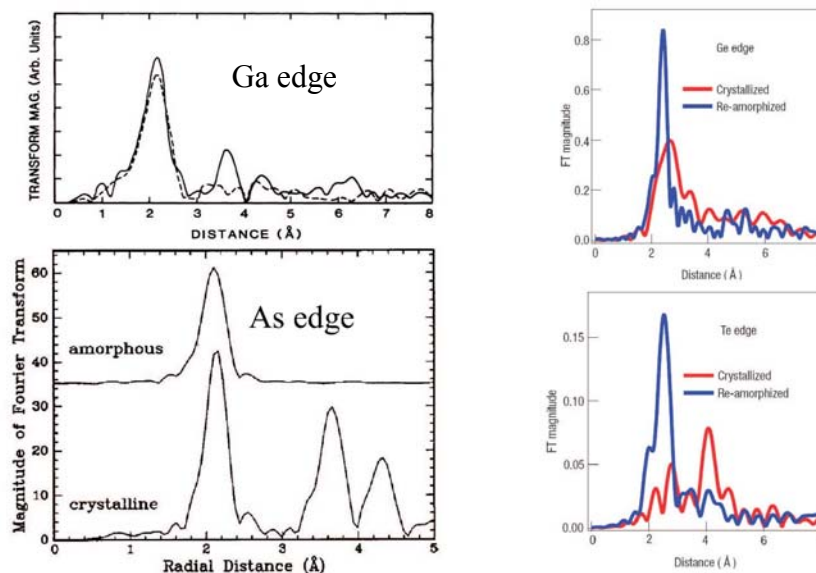 TRANSFORM MAG. (Arb. Units)
Ga edge
0 1 2 3 4 5 6 7 8
DISTANCE (Å)
Magnitude of Fourier Transform
60
50
40
30
20
10
0
As edge
amorphous
crystalline
0 1 2 3 4 5
Radial Distance (Å)
FT magnitude
0.8
0.6
0.4
0.2
0.0
Ge edge
Crystallized
Re-amorphized
0 2 4 6
Distance (Å)
FT magnitude
0.15
0.10
0.05
0.00
Te edge
Crystallized
Re-amorphized
0 2 4 6
Distance (Å)